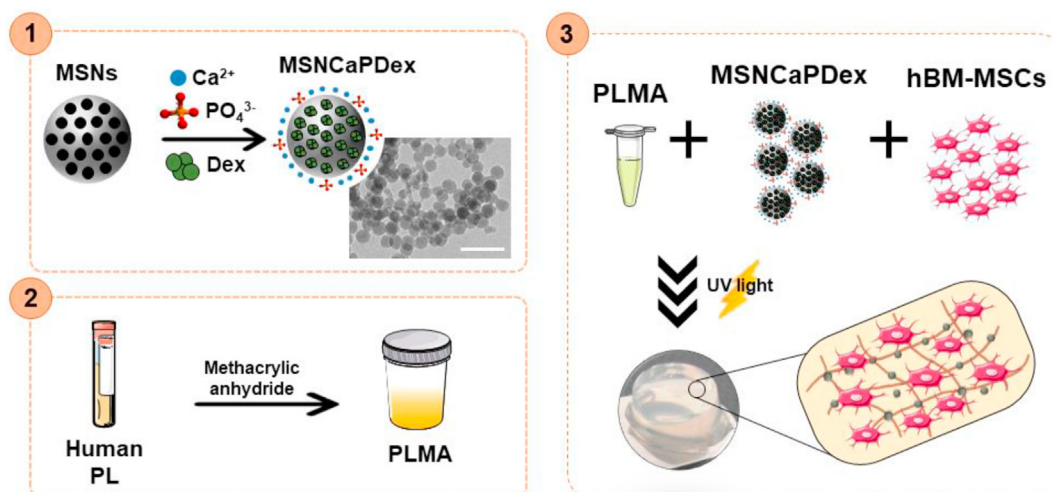 1
MSNs
Ca²⁺
PO₄³⁻
Dex
MSNCaPDex
2
Human
PL
Methacrylic
anhydride
PLMA
3
PLMA
+
MSNCaPDex
+
hBM-MSCs
UV light